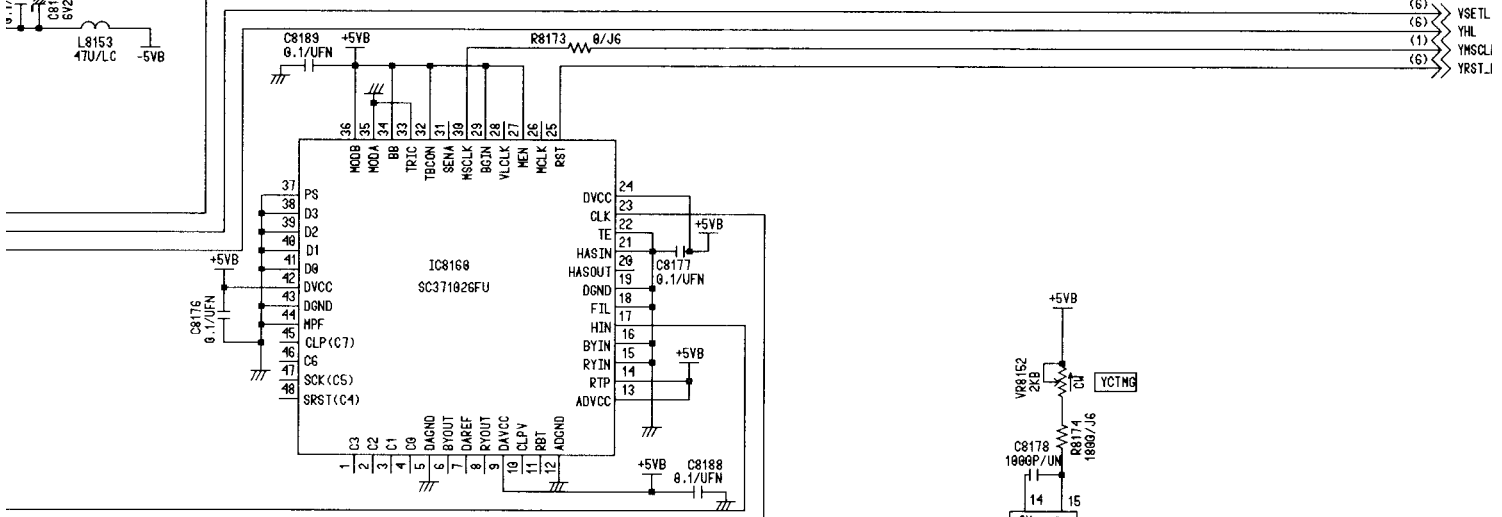 C81
6V2
L8153
47U/LC
-5VB
C8189
0.1/UFN
+5VB
R8173
0/J6
(6)
VSETL
(6)
YHL
(1)
YMSCL
(6)
YRST_
36 35 34 33 32 31 30 29 28 27 26 25
MODB MODA BB TRIC TBCON SENA MSCLK BGIN VLCLK MEN MCLK RST
37 PS
38 D3
39 D2
40 D1
41 D0
42 DVCC
43 DGND
44 MPF
45 CLP(C7)
46 C6
47 SCK(C5)
48 SRST(C4)
+5VB
C8176
0.1/UFN
IC8160
SC371026FU
DVCC 24
CLK 23
TE 22
HASIN 21
HASOUT 20
DGND 19
FIL 18
HIN 17
BYIN 16
RYIN 15
RTP 14
ADVCC 13
+5VB
C8177
0.1/UFN
+5VB
C3 C2 C1 C0 DAGND BYOUT DAREF RYOUT DAVCC CLPV RBT ADGND
1 2 3 4 5 6 7 8 9 10 11 12
+5VB
C8188
0.1/UFN
+5VB
VR8152
2KB
CW
YCTMG
R8174
1800/J6
C8178
1000P/UN
14 15